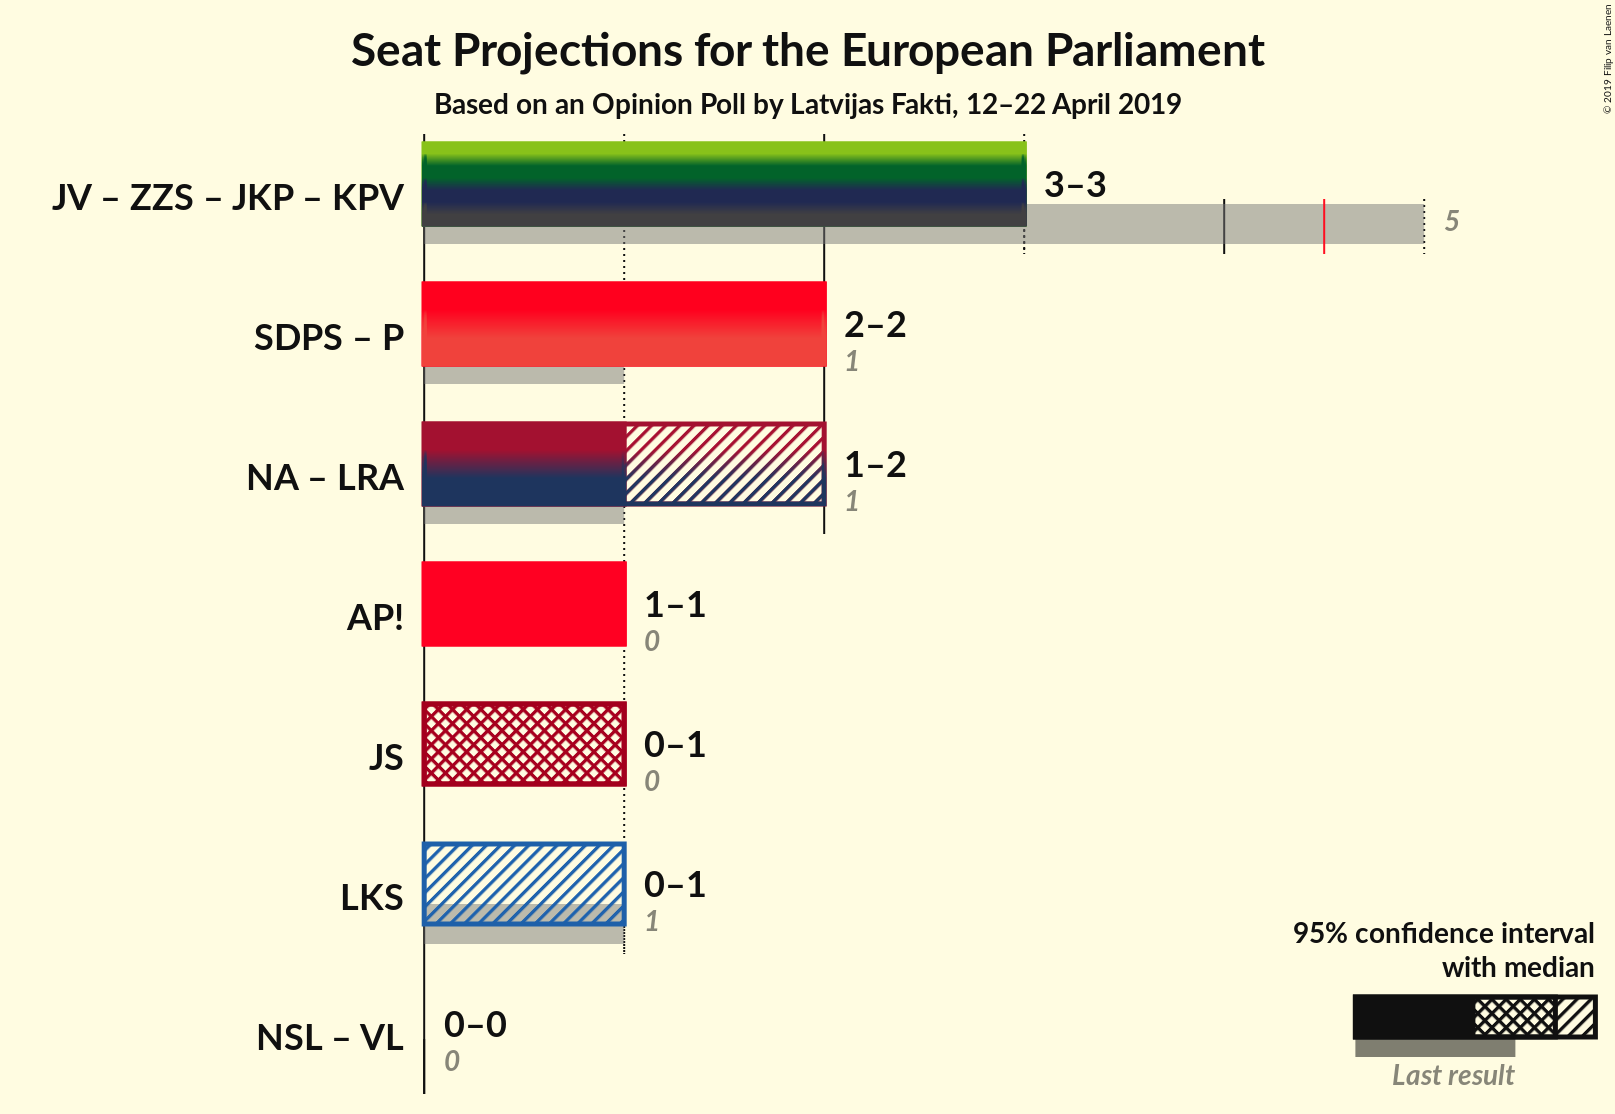 Seat Projections for the European Parliament
Based on an Opinion Poll by Latvijas Fakti, 12–22 April 2019
© 2019 Filip van Laenen
JV – ZZS – JKP – KPV
3–3
5
SDPS – P
2–2
1
NA – LRA
1–2
1
AP!
1–1
0
JS
0–1
0
LKS
0–1
1
NSL – VL
0–0
0
95% confidence interval
with median
Last result